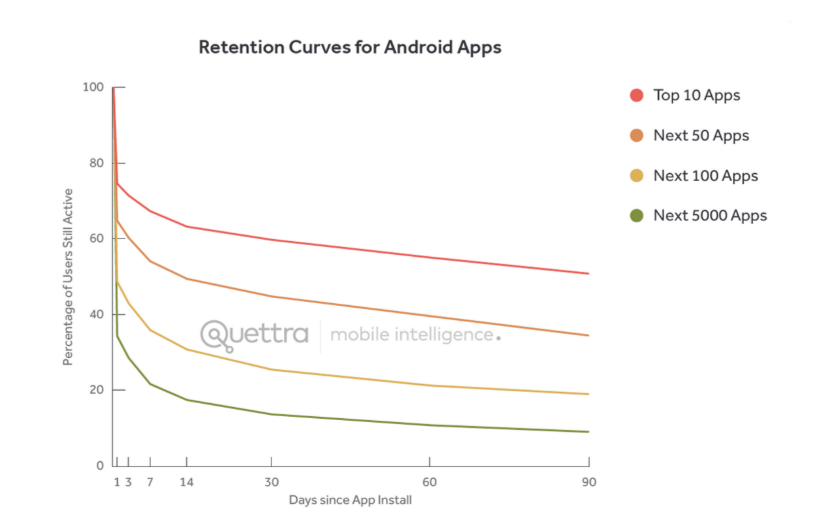 Retention Curves for Android Apps
100
80
60
40
20
0
Percentage of Users Still Active
1 3 7 14 30 60 90
Days since App Install
Quettra mobile intelligence.
Top 10 Apps
Next 50 Apps
Next 100 Apps
Next 5000 Apps